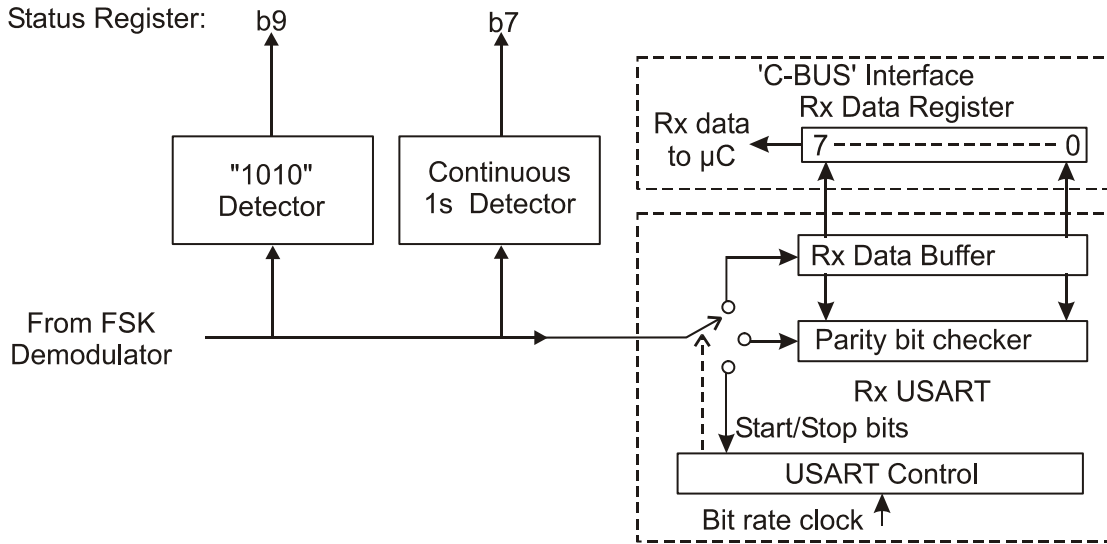 Status Register:
b9
b7
'C-BUS' Interface
Rx Data Register
Rx data
to µC
7
0
"1010"
Detector
Continuous
1s Detector
Rx Data Buffer
From FSK
Demodulator
Parity bit checker
Rx USART
Start/Stop bits
USART Control
Bit rate clock